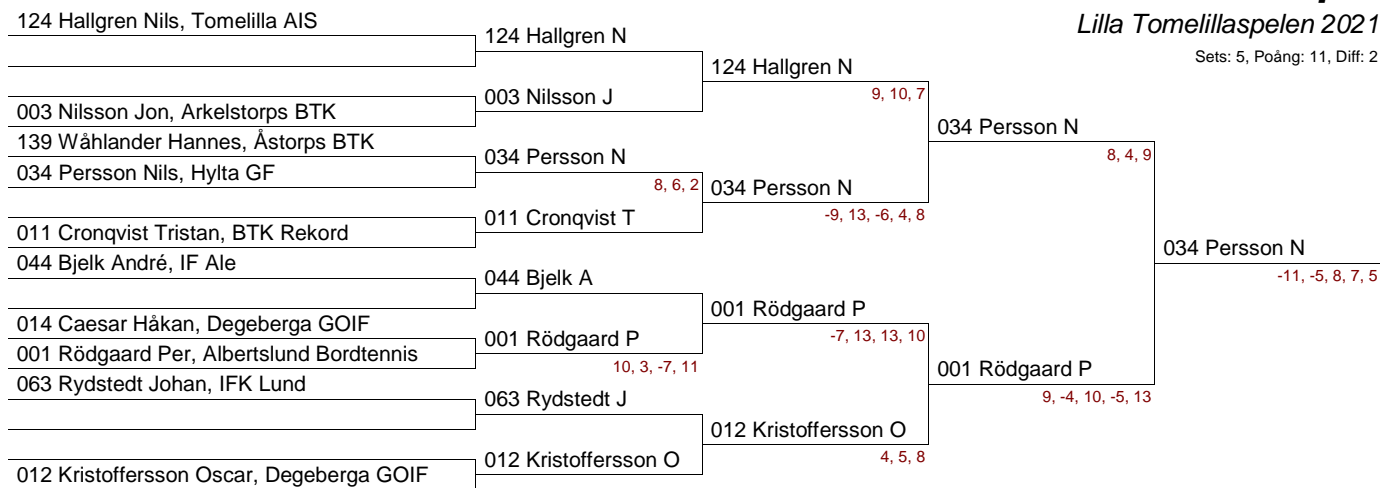 124 Hallgren Nils, Tomelilla AIS
003 Nilsson Jon, Arkelstorps BTK
139 Wåhlander Hannes, Åstorps BTK
034 Persson Nils, Hylta GF
011 Cronqvist Tristan, BTK Rekord
044 Bjelk André, IF Ale
014 Caesar Håkan, Degeberga GOIF
001 Rödgaard Per, Albertslund Bordtennis
063 Rydstedt Johan, IFK Lund
012 Kristoffersson Oscar, Degeberga GOIF
124 Hallgren N
003 Nilsson J
034 Persson N
8, 6, 2
011 Cronqvist T
044 Bjelk A
001 Rödgaard P
10, 3, -7, 11
063 Rydstedt J
012 Kristoffersson O
124 Hallgren N
9, 10, 7
034 Persson N
-9, 13, -6, 4, 8
001 Rödgaard P
-7, 13, 13, 10
012 Kristoffersson O
4, 5, 8
034 Persson N
8, 4, 9
001 Rödgaard P
9, -4, 10, -5, 13
Lilla Tomelillaspelen 2021
Sets: 5, Poång: 11, Diff: 2
034 Persson N
-11, -5, 8, 7, 5